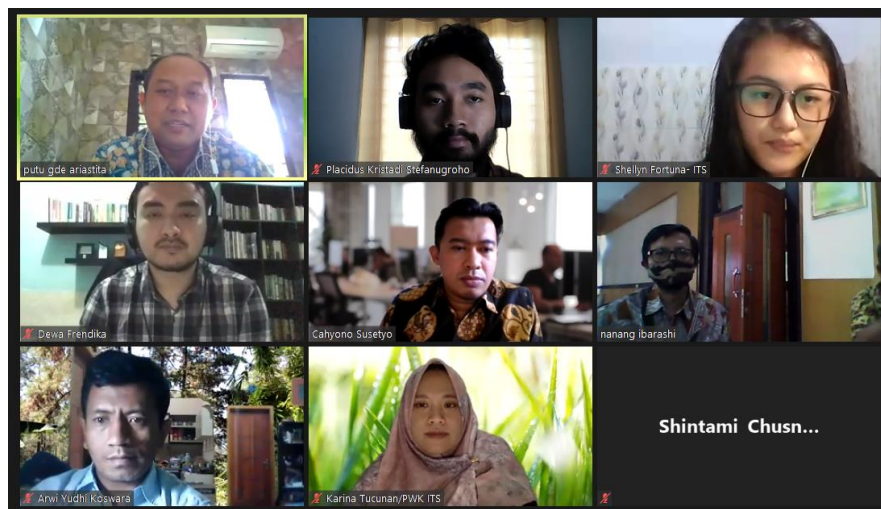 putu gde ariastita
Placidus Kristadi Stefanugroho
Shellyn Fortuna- ITS
Dewa Frendika
Cahyono Susetyo
nanang ibarashi
Arwi Yudhi Koswara
Karina Tucunan/PWK ITS
Shintami Chusn...